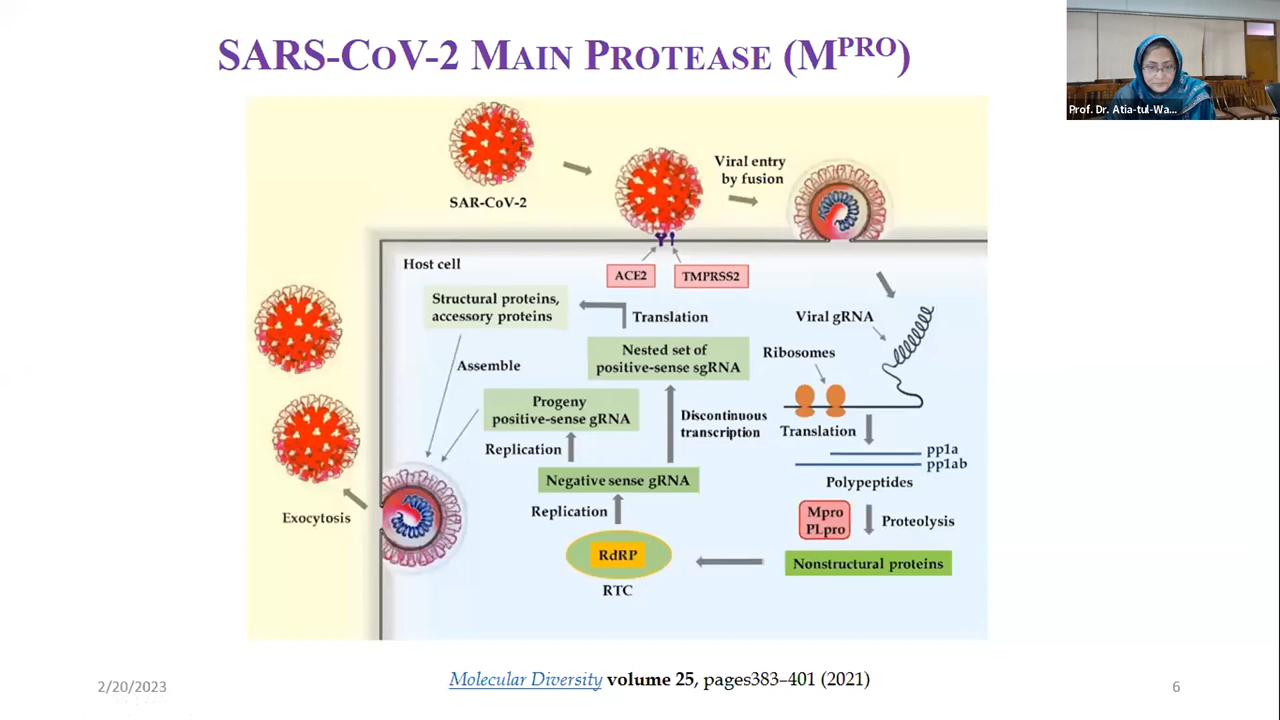 SARS-CoV-2 Main Protease (Mpro)
Prof. Dr. Atia-tul-Wa...
SAR-CoV-2
Viral entry
by fusion
Host cell
ACE2
TMPRSS2
Structural proteins,
accessory proteins
Translation
Viral gRNA
Nested set of
positive-sense sgRNA
Ribosomes
Assemble
Progeny
positive-sense gRNA
Discontinuous
transcription
Translation
Replication
pp1a
pp1ab
Negative sense gRNA
Polypeptides
Replication
Mpro
PLpro
Proteolysis
Exocytosis
RdRP
Nonstructural proteins
RTC
Molecular Diversity volume 25, pages383–401 (2021)
2/20/2023
6